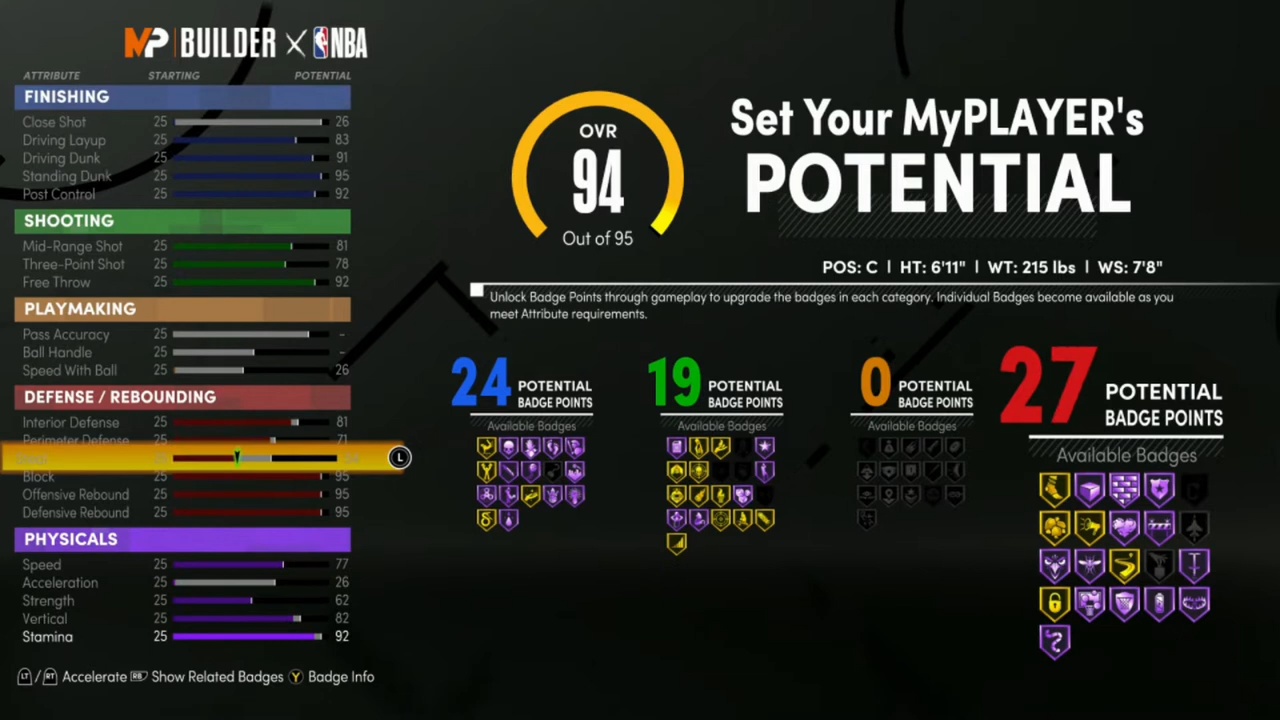 MP | BUILDER X NBA
ATTRIBUTE STARTING POTENTIAL
FINISHING
Close Shot 25 26
Driving Layup 25 83
Driving Dunk 25 91
Standing Dunk 25 95
Post Control 25 92
SHOOTING
Mid-Range Shot 25 81
Three-Point Shot 25 78
Free Throw 25 92
PLAYMAKING
Pass Accuracy 25 -
Ball Handle 25 -
Speed With Ball 25 26
DEFENSE / REBOUNDING
Interior Defense 25 81
Perimeter Defense 25 71
L
Block 25 95
Offensive Rebound 25 95
Defensive Rebound 25 95
PHYSICALS
Speed 25 77
Acceleration 25 26
Strength 25 62
Vertical 25 82
Stamina 25 92
LT / RT Accelerate RB Show Related Badges Y Badge Info
OVR
94
Out of 95
Set Your MyPLAYER's
POTENTIAL
POS: C | HT: 6'11" | WT: 215 lbs | WS: 7'8"
Unlock Badge Points through gameplay to upgrade the badges in each category. Individual Badges become available as you
meet Attribute requirements.
24 POTENTIAL BADGE POINTS
Available Badges
19 POTENTIAL BADGE POINTS
Available Badges
0 POTENTIAL BADGE POINTS
Available Badges
27 POTENTIAL BADGE POINTS
Available Badges